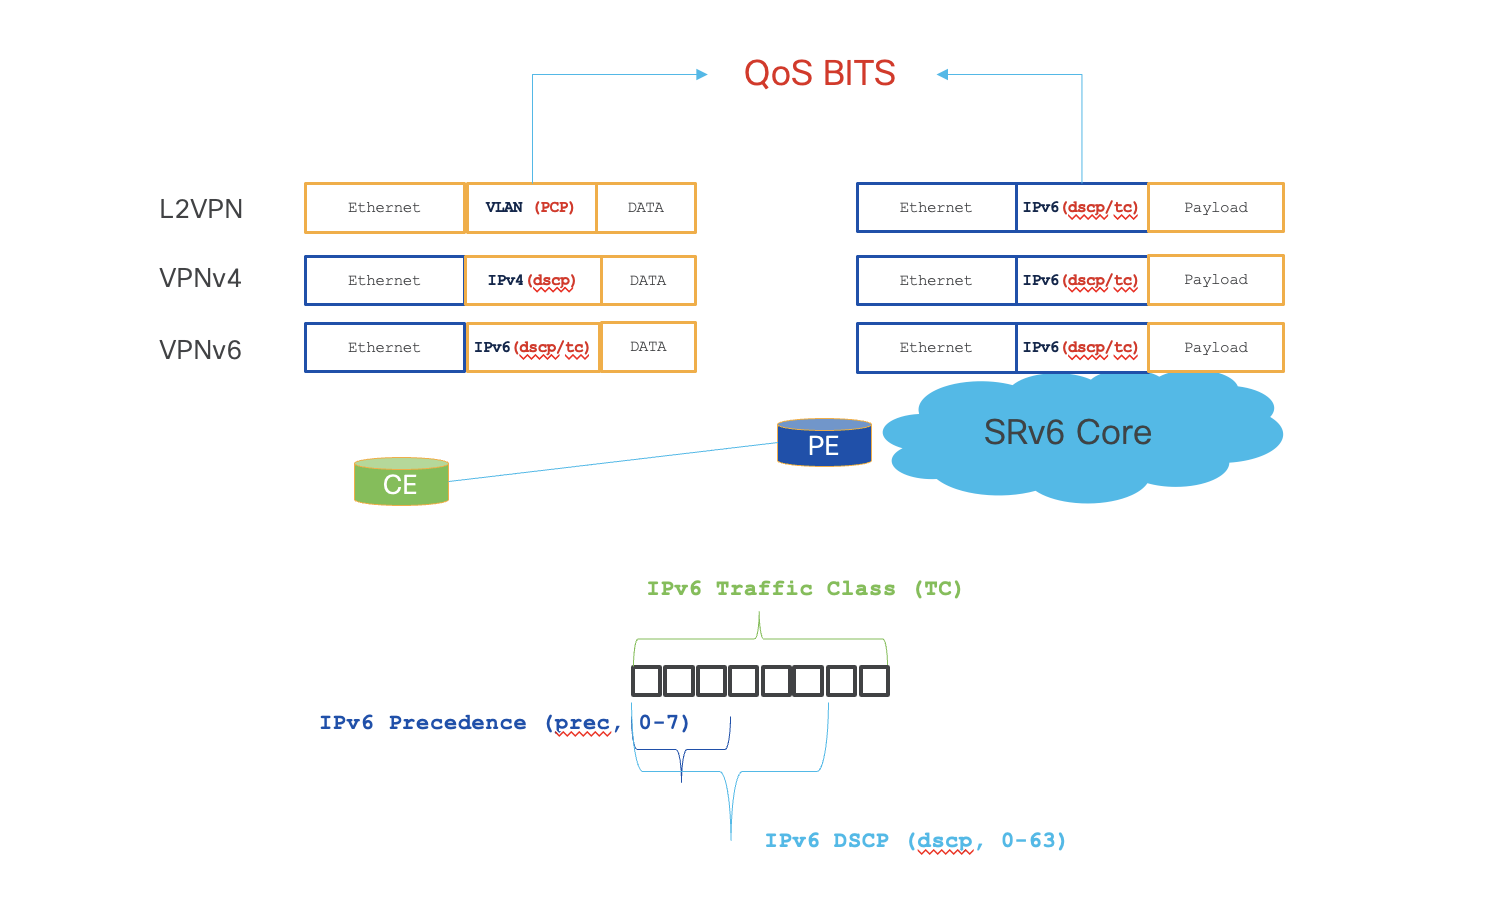 QoS BITS
L2VPN
Ethernet
VLAN (PCP)
DATA
Ethernet
IPv6(dscp/tc)
Payload
VPNv4
Ethernet
IPv4(dscp)
DATA
Ethernet
IPv6(dscp/tc)
Payload
VPNv6
Ethernet
IPv6(dscp/tc)
DATA
Ethernet
IPv6(dscp/tc)
Payload
SRv6 Core
PE
CE
IPv6 Traffic Class (TC)
IPv6 Precedence (prec, 0-7)
IPv6 DSCP (dscp, 0-63)